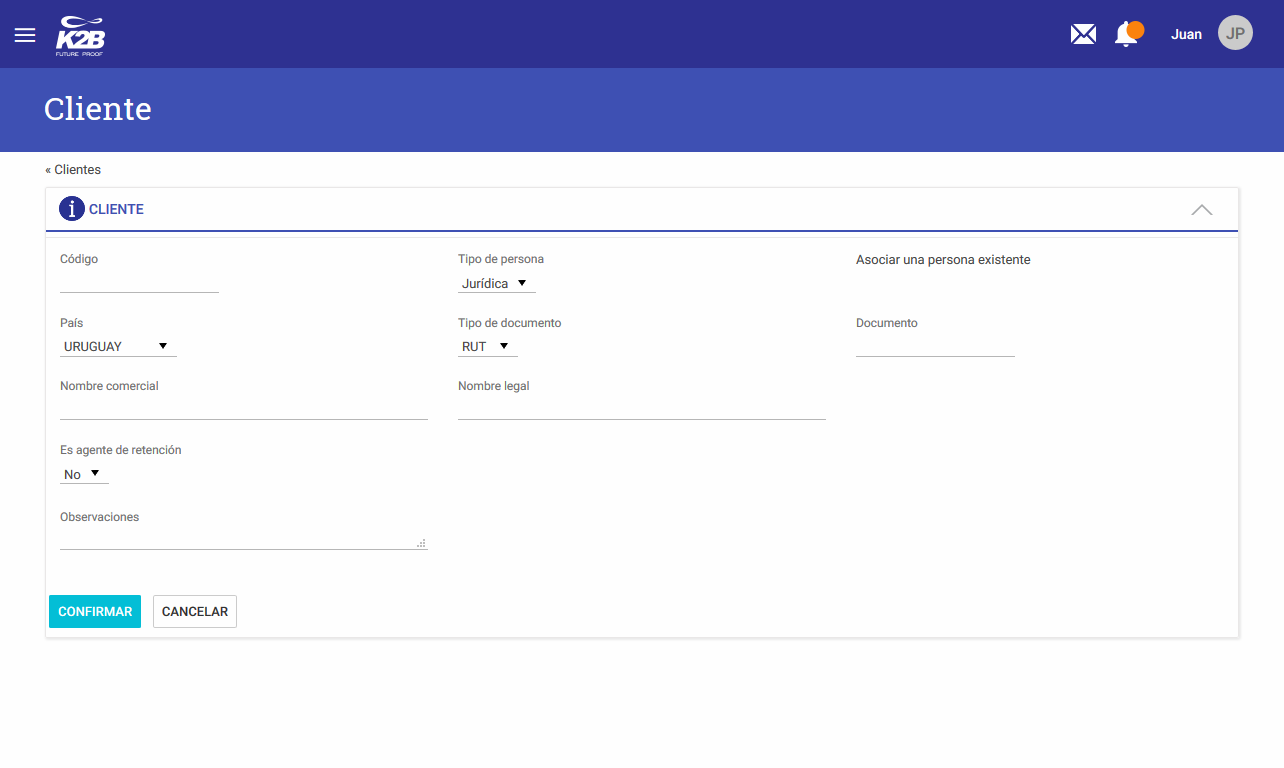 K2B
FUTURE PROOF
Juan
JP
Cliente
« Clientes
CLIENTE
Código
Tipo de persona
Asociar una persona existente
Jurídica
País
Tipo de documento
Documento
URUGUAY
RUT
Nombre comercial
Nombre legal
Es agente de retención
No
Observaciones
CONFIRMAR
CANCELAR